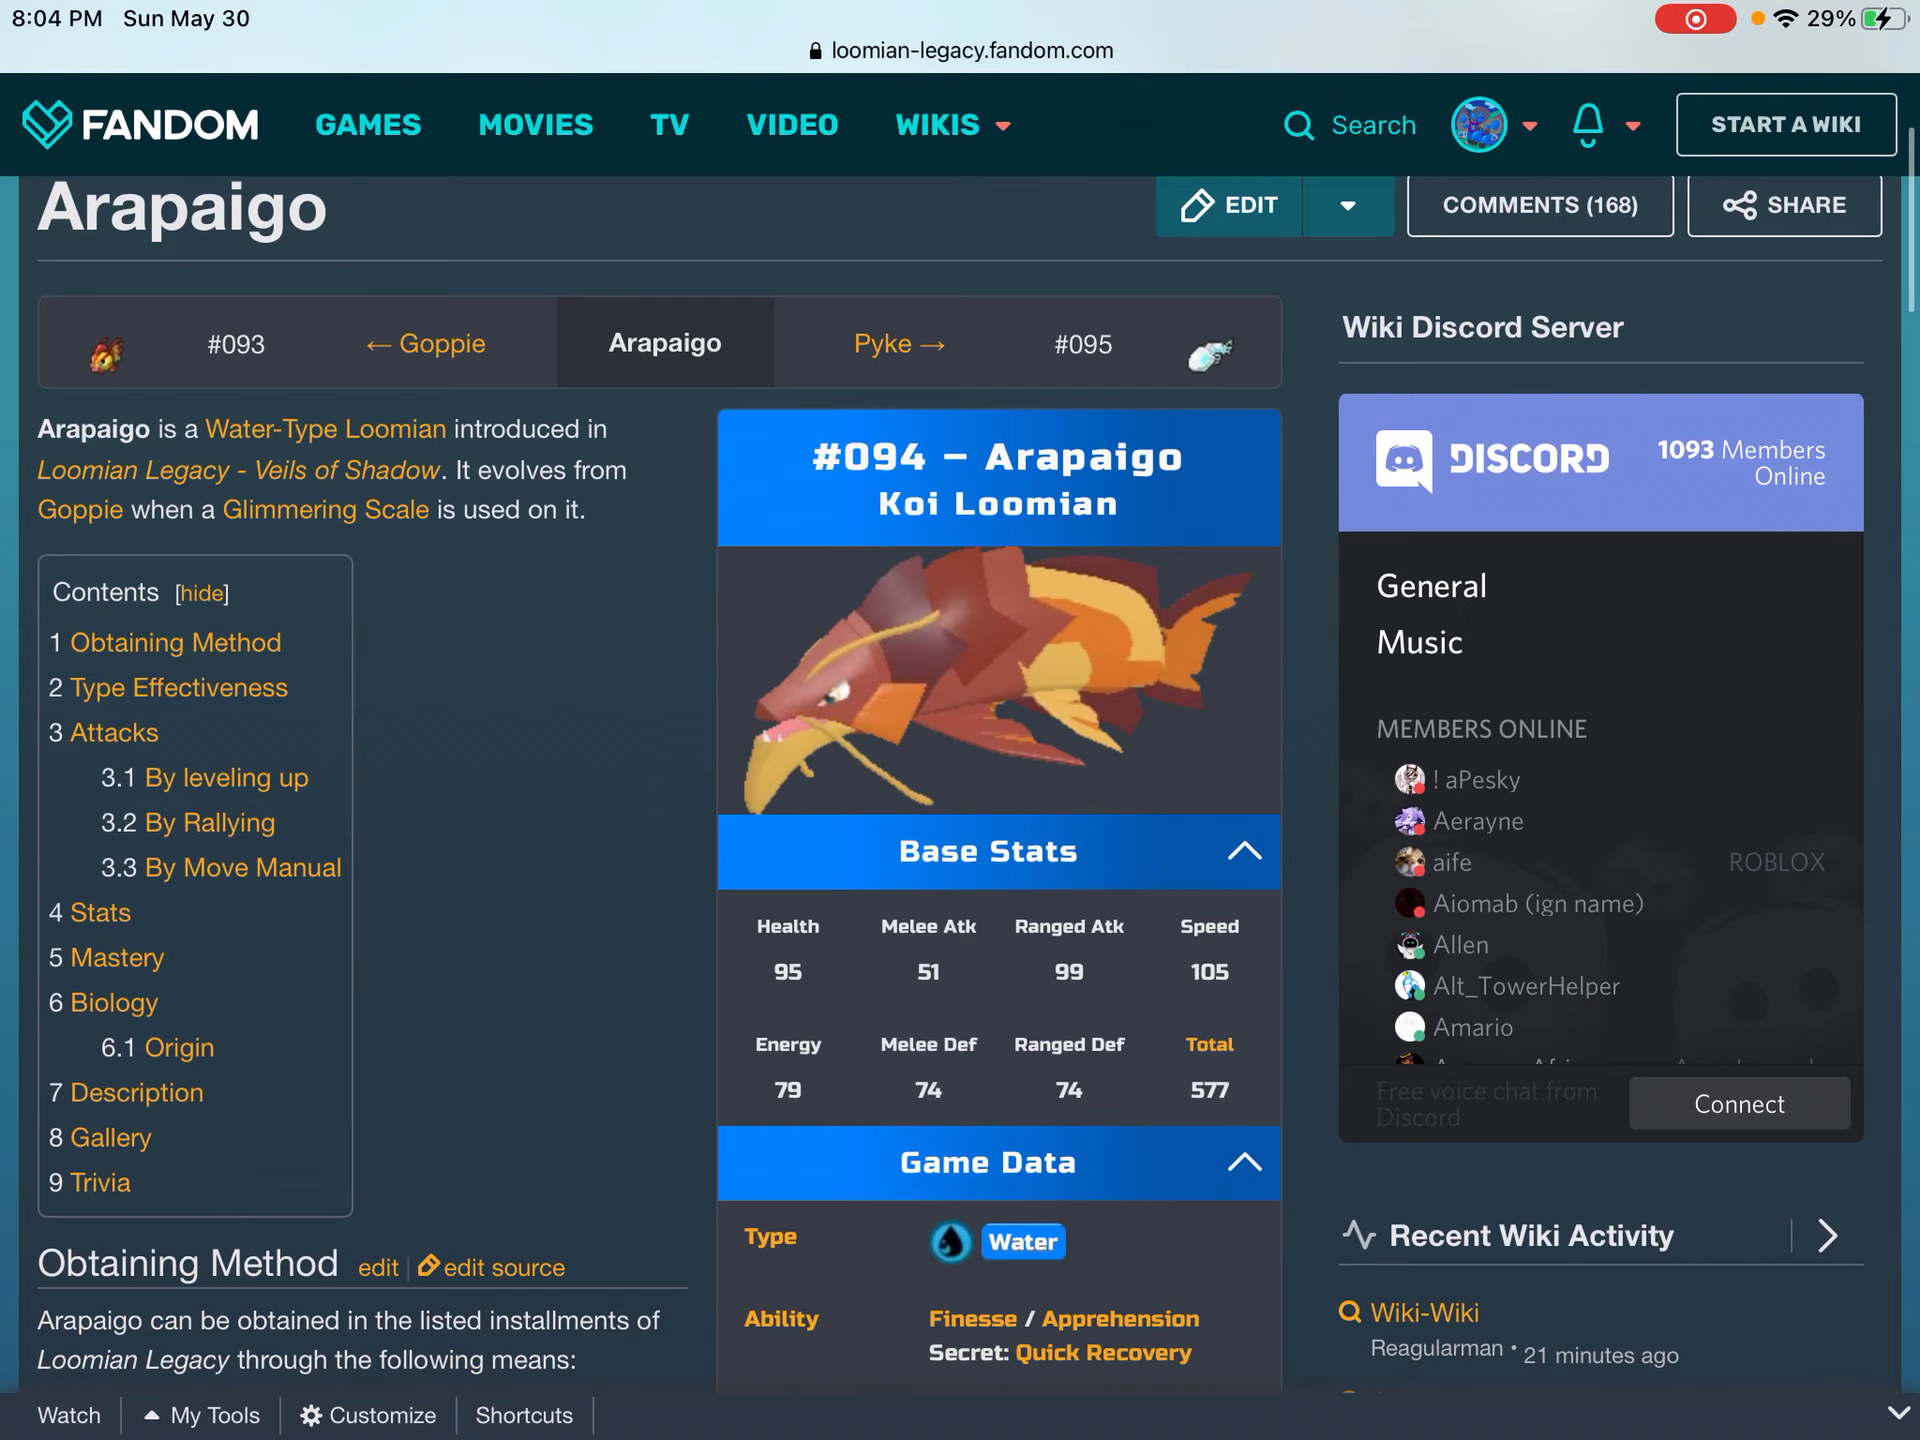 8:04 PM Sun May 30
29%
loomian-legacy.fandom.com
FANDOM
GAMES MOVIES TV VIDEO WIKIS
Search
START A WIKI
Arapaigo
EDIT
COMMENTS (168)
SHARE
#093 ← Goppie Arapaigo Pyke → #095
Arapaigo is a Water-Type Loomian introduced in
Loomian Legacy - Veils of Shadow. It evolves from
Goppie when a Glimmering Scale is used on it.
Contents [hide]
1 Obtaining Method
2 Type Effectiveness
3 Attacks
3.1 By leveling up
3.2 By Rallying
3.3 By Move Manual
4 Stats
5 Mastery
6 Biology
6.1 Origin
7 Description
8 Gallery
9 Trivia
Obtaining Method edit | edit source
Arapaigo can be obtained in the listed installments of
Loomian Legacy through the following means:
#094 – Arapaigo
Koi Loomian
Base Stats
Health Melee Atk Ranged Atk Speed
95 51 99 105
Energy Melee Def Ranged Def Total
79 74 74 577
Game Data
Type Water
Ability Finesse / Apprehension
Secret: Quick Recovery
Wiki Discord Server
DISCORD
1093 Members
Online
General
Music
MEMBERS ONLINE
! aPesky
Aerayne
aife ROBLOX
Aiomab (ign name)
Allen
Alt_TowerHelper
Amario
Free voice chat from
Discord
Connect
Recent Wiki Activity
Wiki-Wiki
Reagularman • 21 minutes ago
Watch My Tools Customize Shortcuts